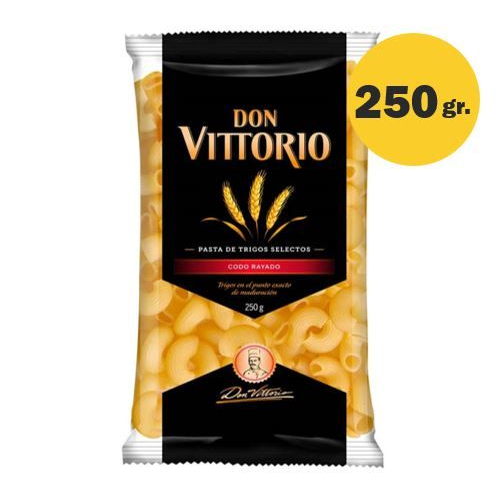 250 gr.
DON
VITTORIO
PASTA DE TRIGOS SELECTOS
CODO RAYADO
Trigos en el punto exacto
de maduración
250 g
Don Vittorio